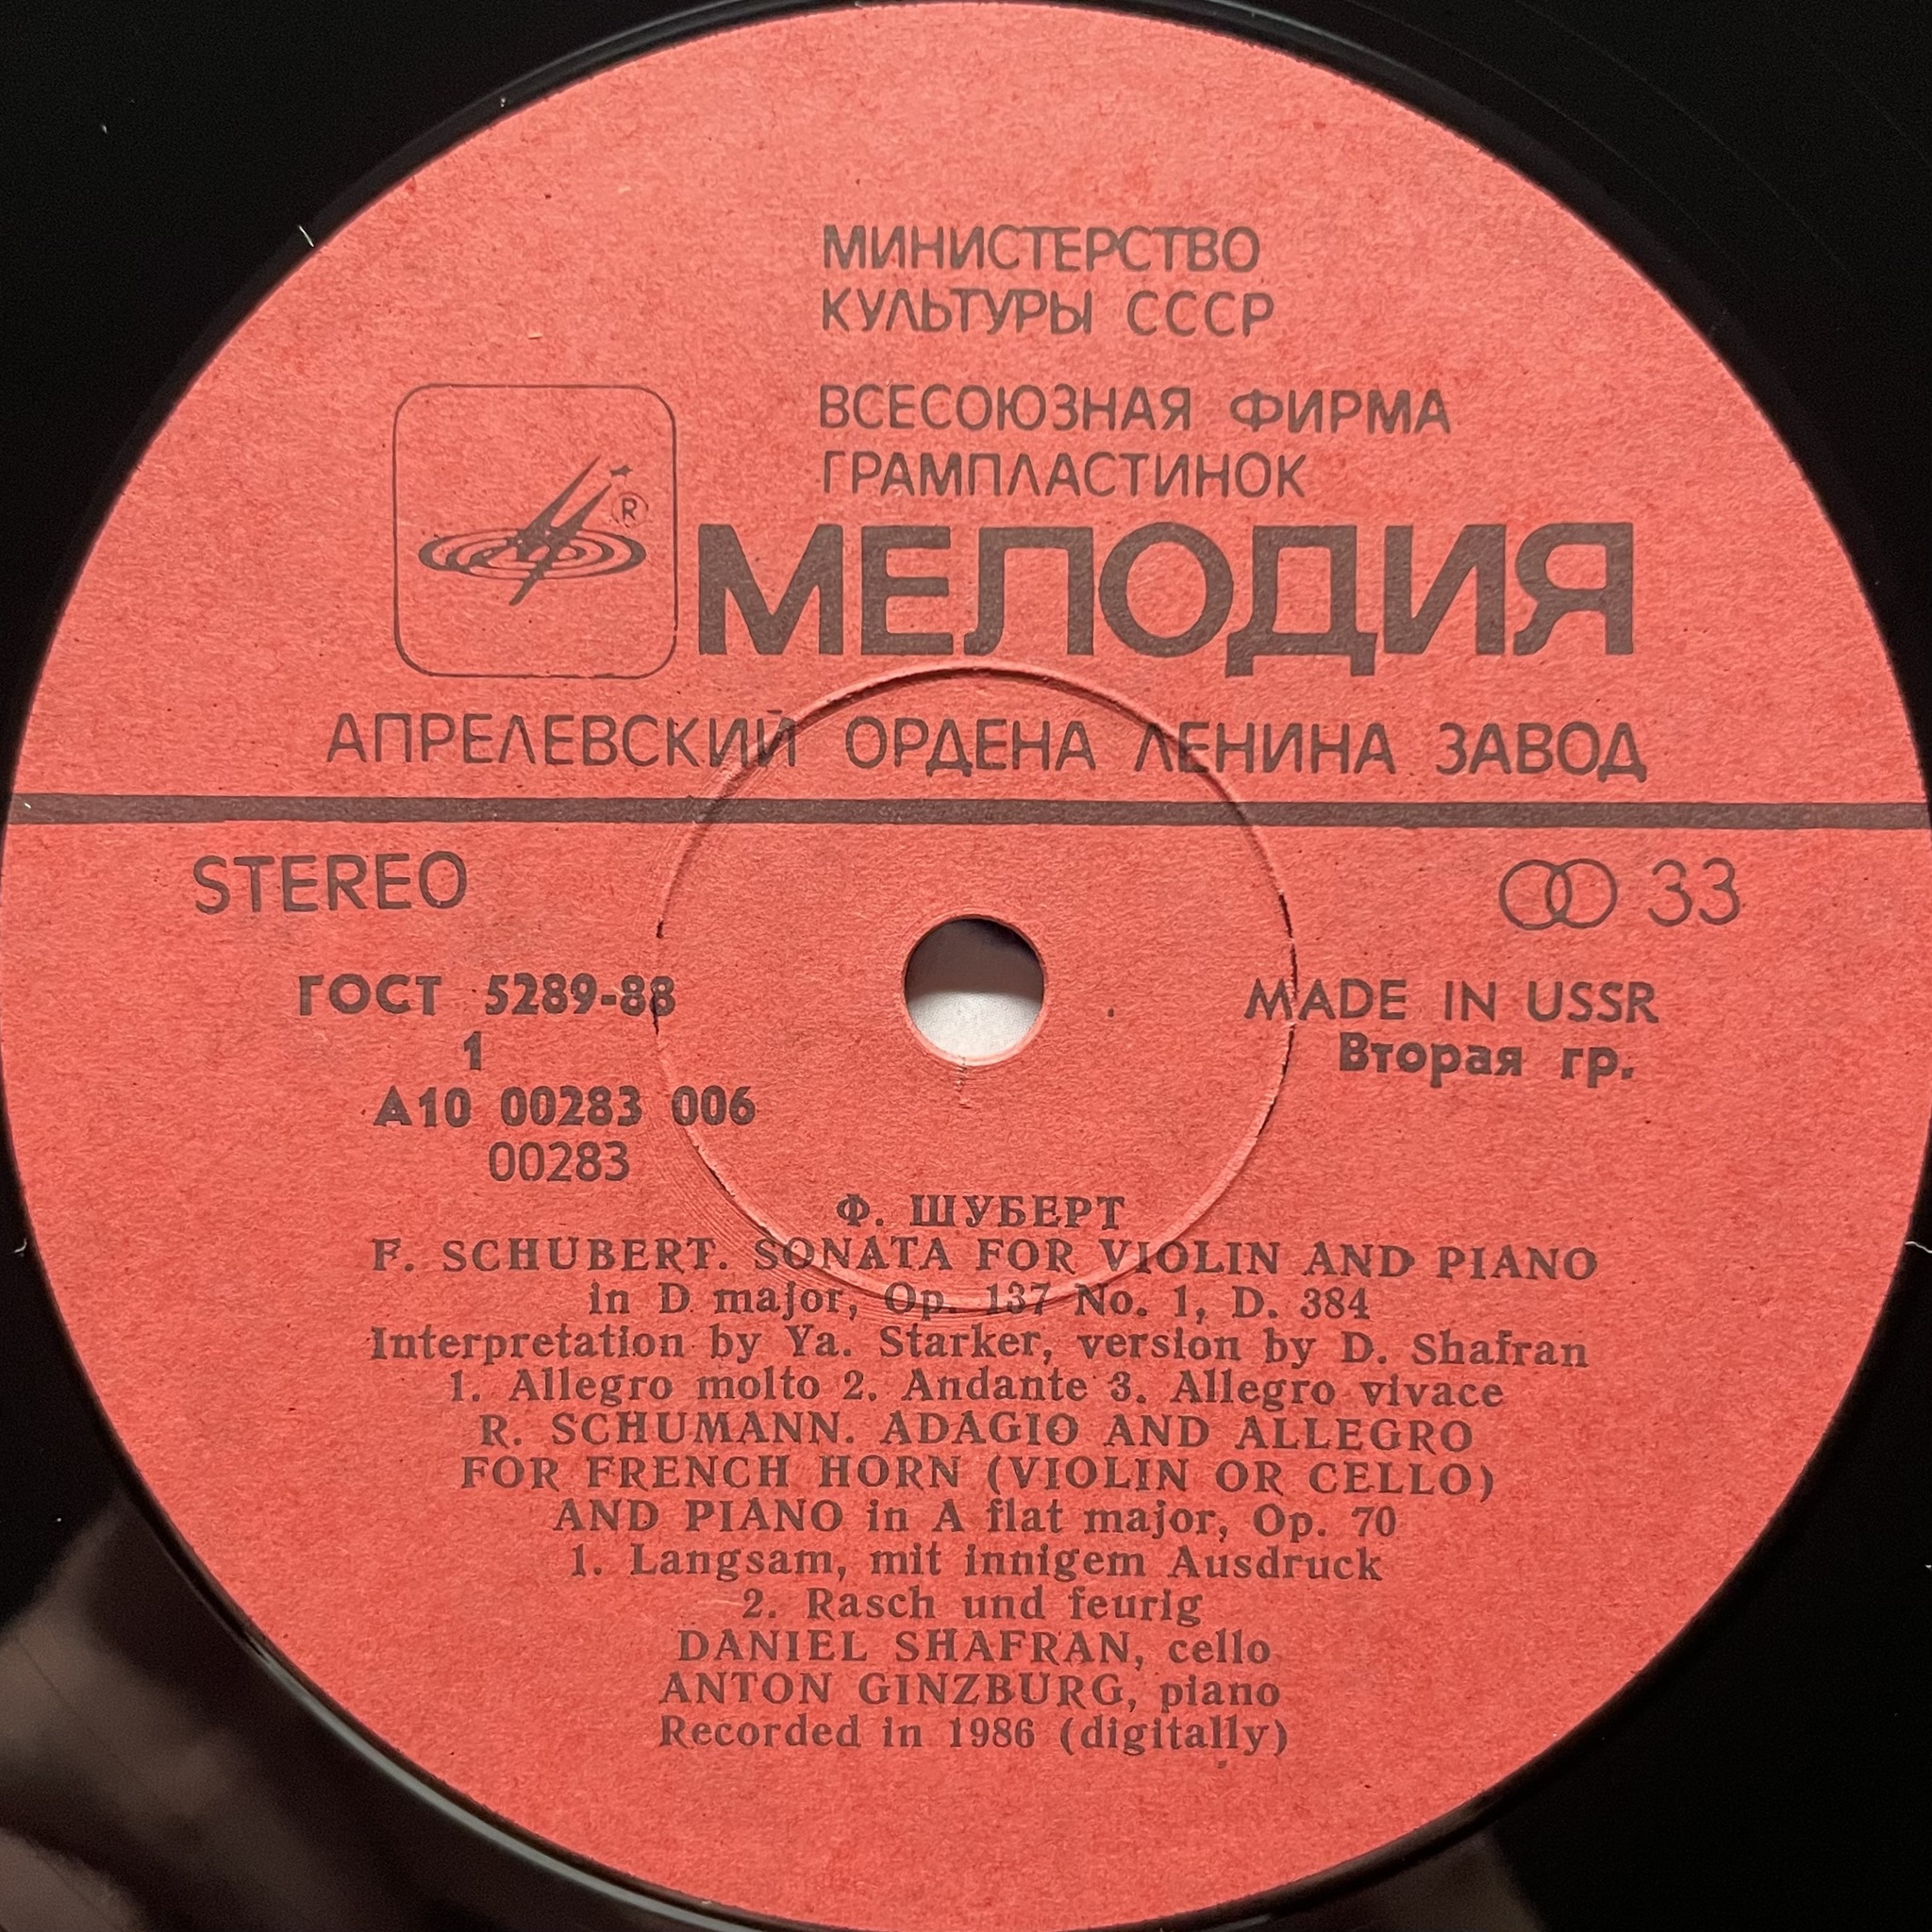 МИНИСТЕРСТВО
КУЛЬТУРЫ СССР
ВСЕСОЮЗНАЯ ФИРМА
ГРАМПЛАСТИНОК
®
МЕЛОДИЯ
АПРЕЛЕВСКИЙ ОРДЕНА ЛЕНИНА ЗАВОД
STEREO
33
ГОСТ 5289-88
MADE IN USSR
1
Вторая гр.
А10 00283 006
00283
Ф. ШУБЕРТ
F. SCHUBERT. SONATA FOR VIOLIN AND PIANO
in D major, Op. 137 No. 1, D. 384
Interpretation by Ya. Starker, version by D. Shafran
1. Allegro molto 2. Andante 3. Allegro vivace
R. SCHUMANN. ADAGIO AND ALLEGRO
FOR FRENCH HORN (VIOLIN OR CELLO)
AND PIANO in A flat major, Op. 70
1. Langsam, mit innigem Ausdruck
2. Rasch und feurig
DANIEL SHAFRAN, cello
ANTON GINZBURG, piano
Recorded in 1986 (digitally)